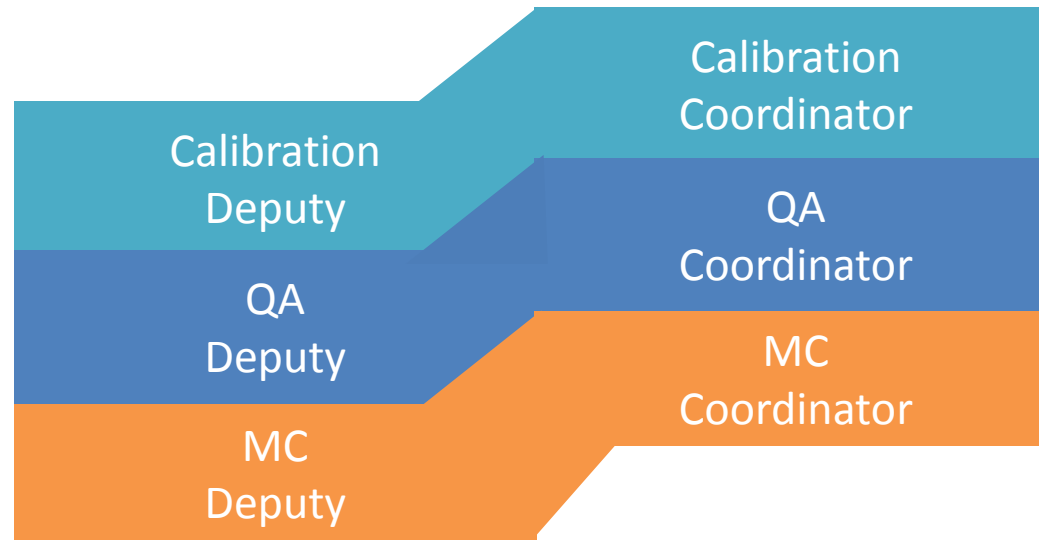 Calibration
Deputy
QA
Deputy
MC
Deputy
Calibration
Coordinator
QA
Coordinator
MC
Coordinator